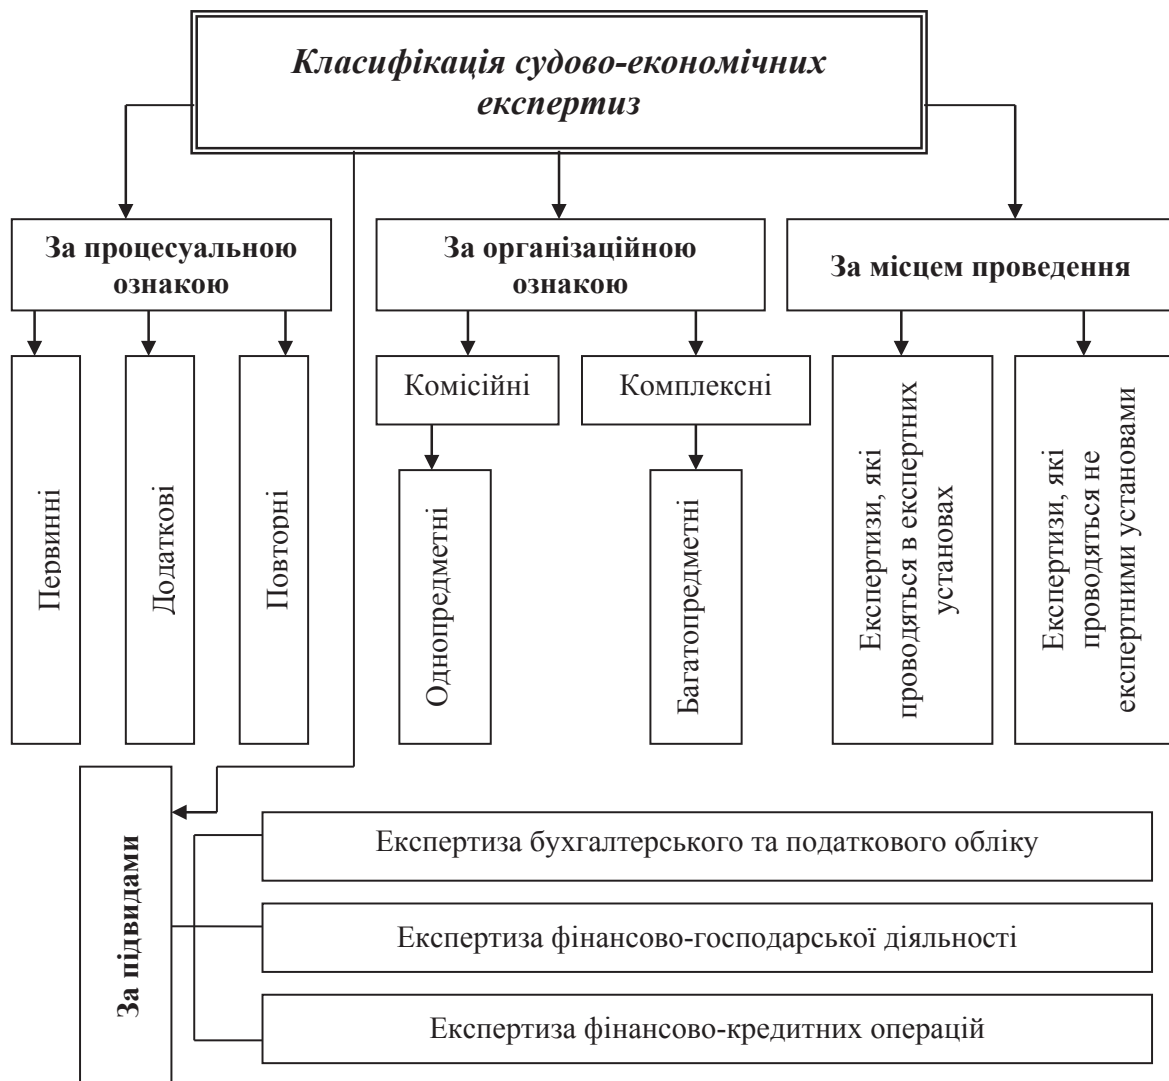 Класифікація судово-економічних
експертиз
За процесуальною
ознакою
За організаційною
ознакою
За місцем проведення
Первинні
Додаткові
Повторні
Комісійні
Комплексні
Однопредметні
Багатопредметні
Експертизи, які
проводяться в експертних
установах
Експертизи, які
проводяться не
експертними установами
За підвидами
Експертиза бухгалтерського та податкового обліку
Експертиза фінансово-господарської діяльності
Експертиза фінансово-кредитних операцій